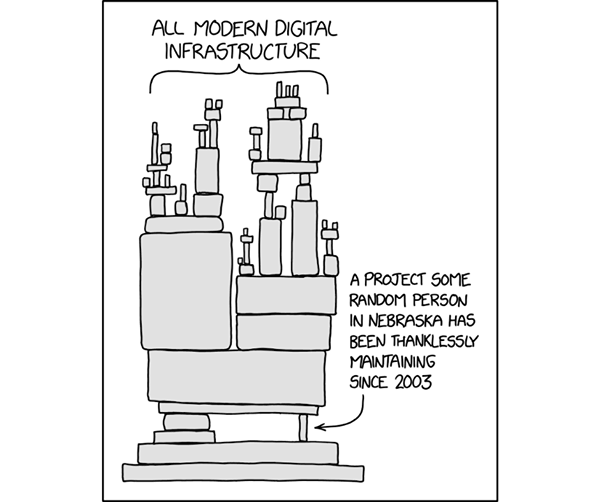 ALL MODERN DIGITAL
INFRASTRUCTURE
A PROJECT SOME
RANDOM PERSON
IN NEBRASKA HAS
BEEN THANKLESSLY
MAINTAINING
SINCE 2003